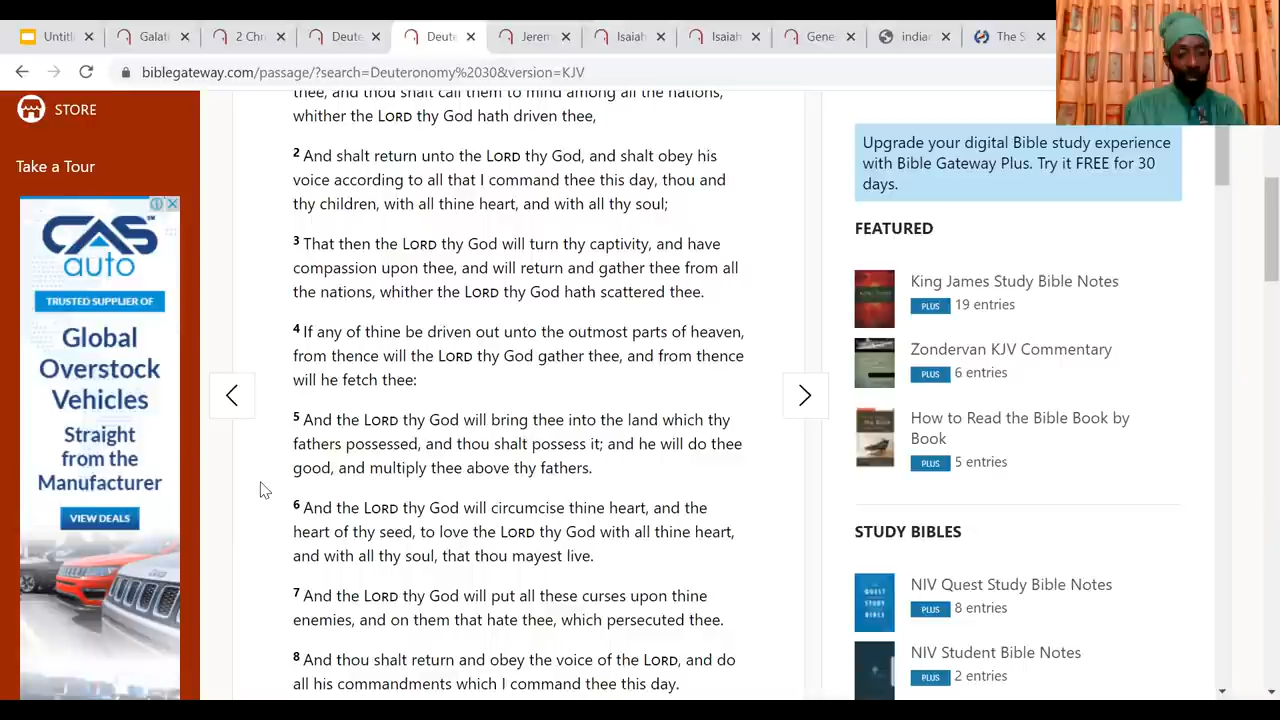 Untitl
Galati
2 Chr
Deute
Deute
Jerem
Isaiah
Isaiah
Gene
indian
The S
biblegateway.com/passage/?search=Deuteronomy%2030&version=KJV
STORE
Take a Tour
CAS
auto
TRUSTED SUPPLIER OF
Global
Overstock
Vehicles
Straight
from the
Manufacturer
VIEW DEALS
thee, and thou shalt call them to mind among all the nations,
whither the LORD thy God hath driven thee,
2 And shalt return unto the LORD thy God, and shalt obey his
voice according to all that I command thee this day, thou and
thy children, with all thine heart, and with all thy soul;
3 That then the LORD thy God will turn thy captivity, and have
compassion upon thee, and will return and gather thee from all
the nations, whither the LORD thy God hath scattered thee.
4 If any of thine be driven out unto the outmost parts of heaven,
from thence will the LORD thy God gather thee, and from thence
will he fetch thee:
5 And the LORD thy God will bring thee into the land which thy
fathers possessed, and thou shalt possess it; and he will do thee
good, and multiply thee above thy fathers.
6 And the LORD thy God will circumcise thine heart, and the
heart of thy seed, to love the LORD thy God with all thine heart,
and with all thy soul, that thou mayest live.
7 And the LORD thy God will put all these curses upon thine
enemies, and on them that hate thee, which persecuted thee.
8 And thou shalt return and obey the voice of the LORD, and do
all his commandments which I command thee this day.
Upgrade your digital Bible study experience
with Bible Gateway Plus. Try it FREE for 30
days.
FEATURED
King James Study Bible Notes
PLUS 19 entries
Zondervan KJV Commentary
PLUS 6 entries
How to Read the Bible Book by
Book
PLUS 5 entries
STUDY BIBLES
NIV Quest Study Bible Notes
PLUS 8 entries
NIV Student Bible Notes
PLUS 2 entries